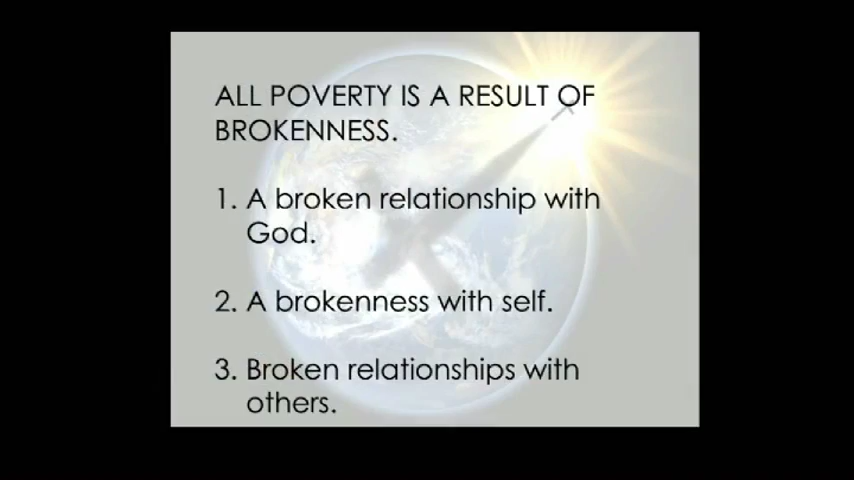 ALL POVERTY IS A RESULT OF
BROKENNESS.
1. A broken relationship with
God.
2. A brokenness with self.
3. Broken relationships with
others.